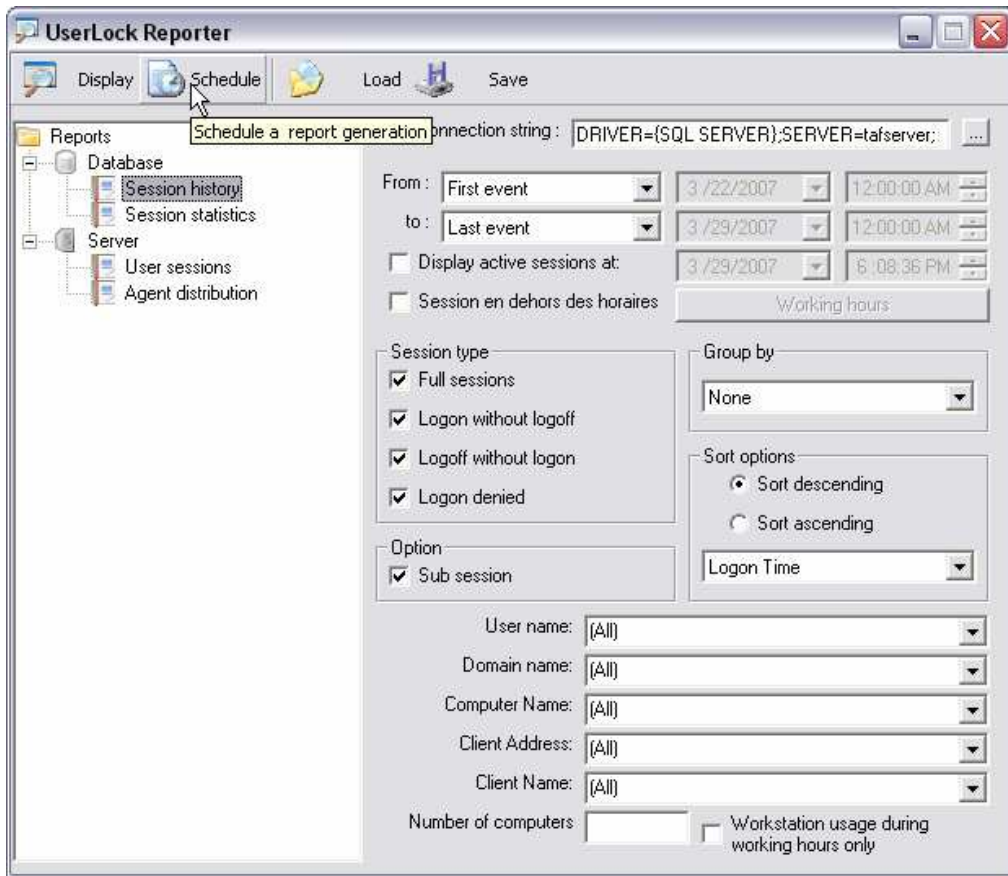 UserLock Reporter
Display Schedule Load Save
Schedule a report generation
onnection string : DRIVER={SQL SERVER};SERVER=tafserver; ...
Reports
Database
Session history
Session statistics
Server
User sessions
Agent distribution
From : First event 3 /22/2007 12:00:00 AM
to : Last event 3 /29/2007 12:00:00 AM
Display active sessions at: 3 /29/2007 6 :08:36 PM
Session en dehors des horaires Working hours
Session type
Full sessions
Logon without logoff
Logoff without logon
Logon denied
Group by
None
Sort options
Sort descending
Sort ascending
Logon Time
Option
Sub session
User name: (All)
Domain name: (All)
Computer Name: (All)
Client Address: (All)
Client Name: (All)
Number of computers
Workstation usage during
working hours only